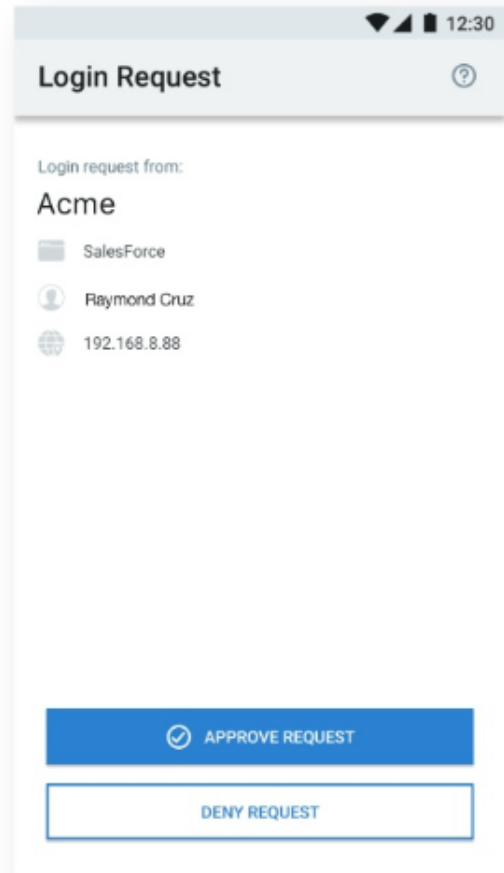 12:30
Login Request
Login request from:
Acme
SalesForce
Raymond Cruz
192.168.8.88
APPROVE REQUEST
DENY REQUEST